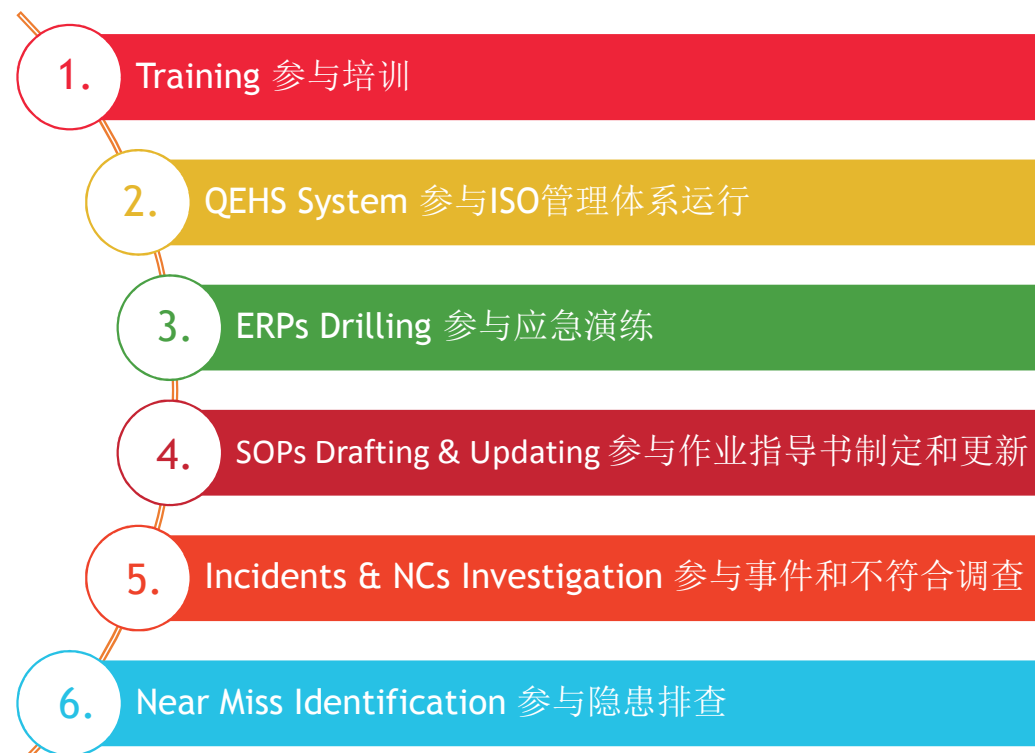 1. Training 参与培训
2. QEHS System 参与ISO管理体系运行
3. ERPs Drilling 参与应急演练
4. SOPs Drafting & Updating 参与作业指导书制定和更新
5. Incidents & NCs Investigation 参与事件和不符合调查
6. Near Miss Identification 参与隐患排查